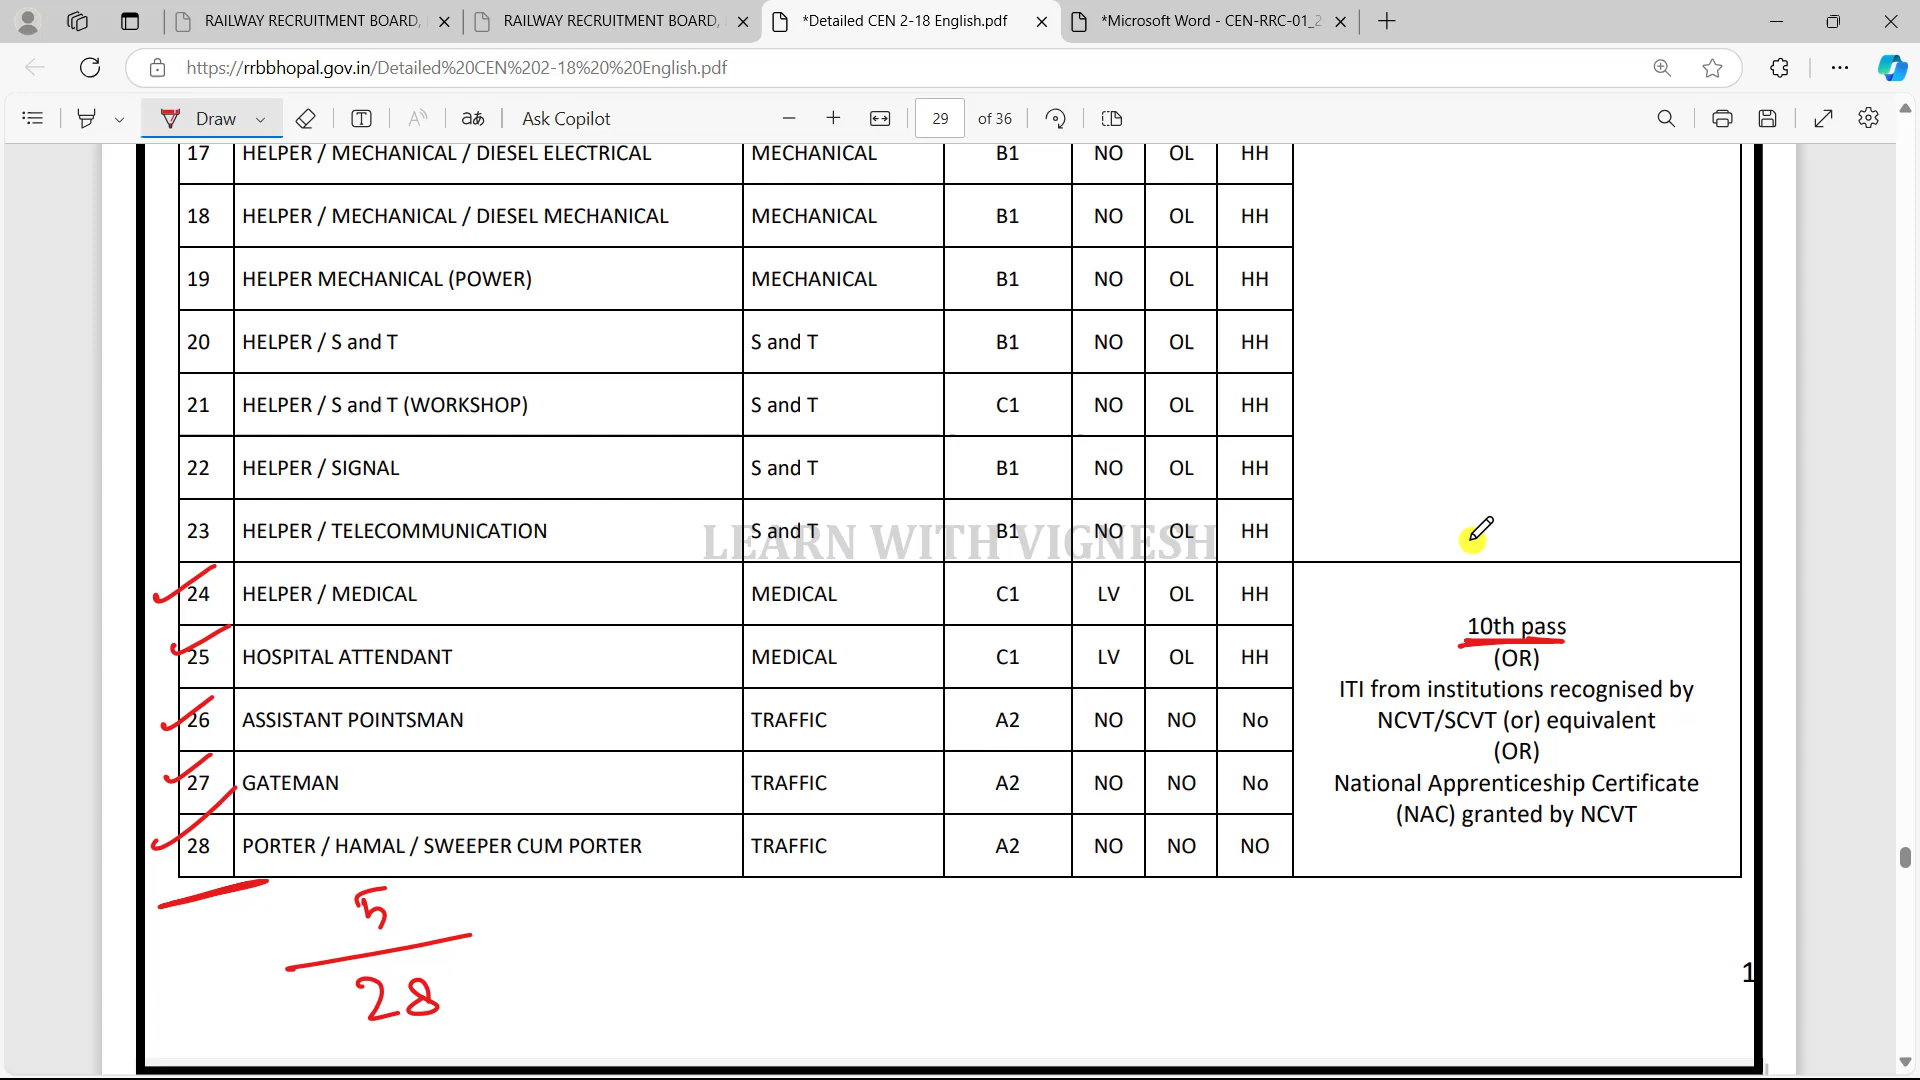 RAILWAY RECRUITMENT BOARD,
RAILWAY RECRUITMENT BOARD,
*Detailed CEN 2-18 English.pdf
*Microsoft Word - CEN-RRC-01_2
https://rrbbhopal.gov.in/Detailed%20CEN%202-18%20%20English.pdf
Draw
T
aあ
Ask Copilot
29 of 36
17 HELPER / MECHANICAL / DIESEL ELECTRICAL MECHANICAL B1 NO OL HH
18 HELPER / MECHANICAL / DIESEL MECHANICAL MECHANICAL B1 NO OL HH
19 HELPER MECHANICAL (POWER) MECHANICAL B1 NO OL HH
20 HELPER / S and T S and T B1 NO OL HH
21 HELPER / S and T (WORKSHOP) S and T C1 NO OL HH
22 HELPER / SIGNAL S and T B1 NO OL HH
23 HELPER / TELECOMMUNICATION S and T B1 NO OL HH
LEARN WITH VIGNESH
24 HELPER / MEDICAL MEDICAL C1 LV OL HH
25 HOSPITAL ATTENDANT MEDICAL C1 LV OL HH
26 ASSISTANT POINTSMAN TRAFFIC A2 NO NO No
27 GATEMAN TRAFFIC A2 NO NO No
28 PORTER / HAMAL / SWEEPER CUM PORTER TRAFFIC A2 NO NO NO
10th pass
(OR)
ITI from institutions recognised by
NCVT/SCVT (or) equivalent
(OR)
National Apprenticeship Certificate
(NAC) granted by NCVT
5
28
1